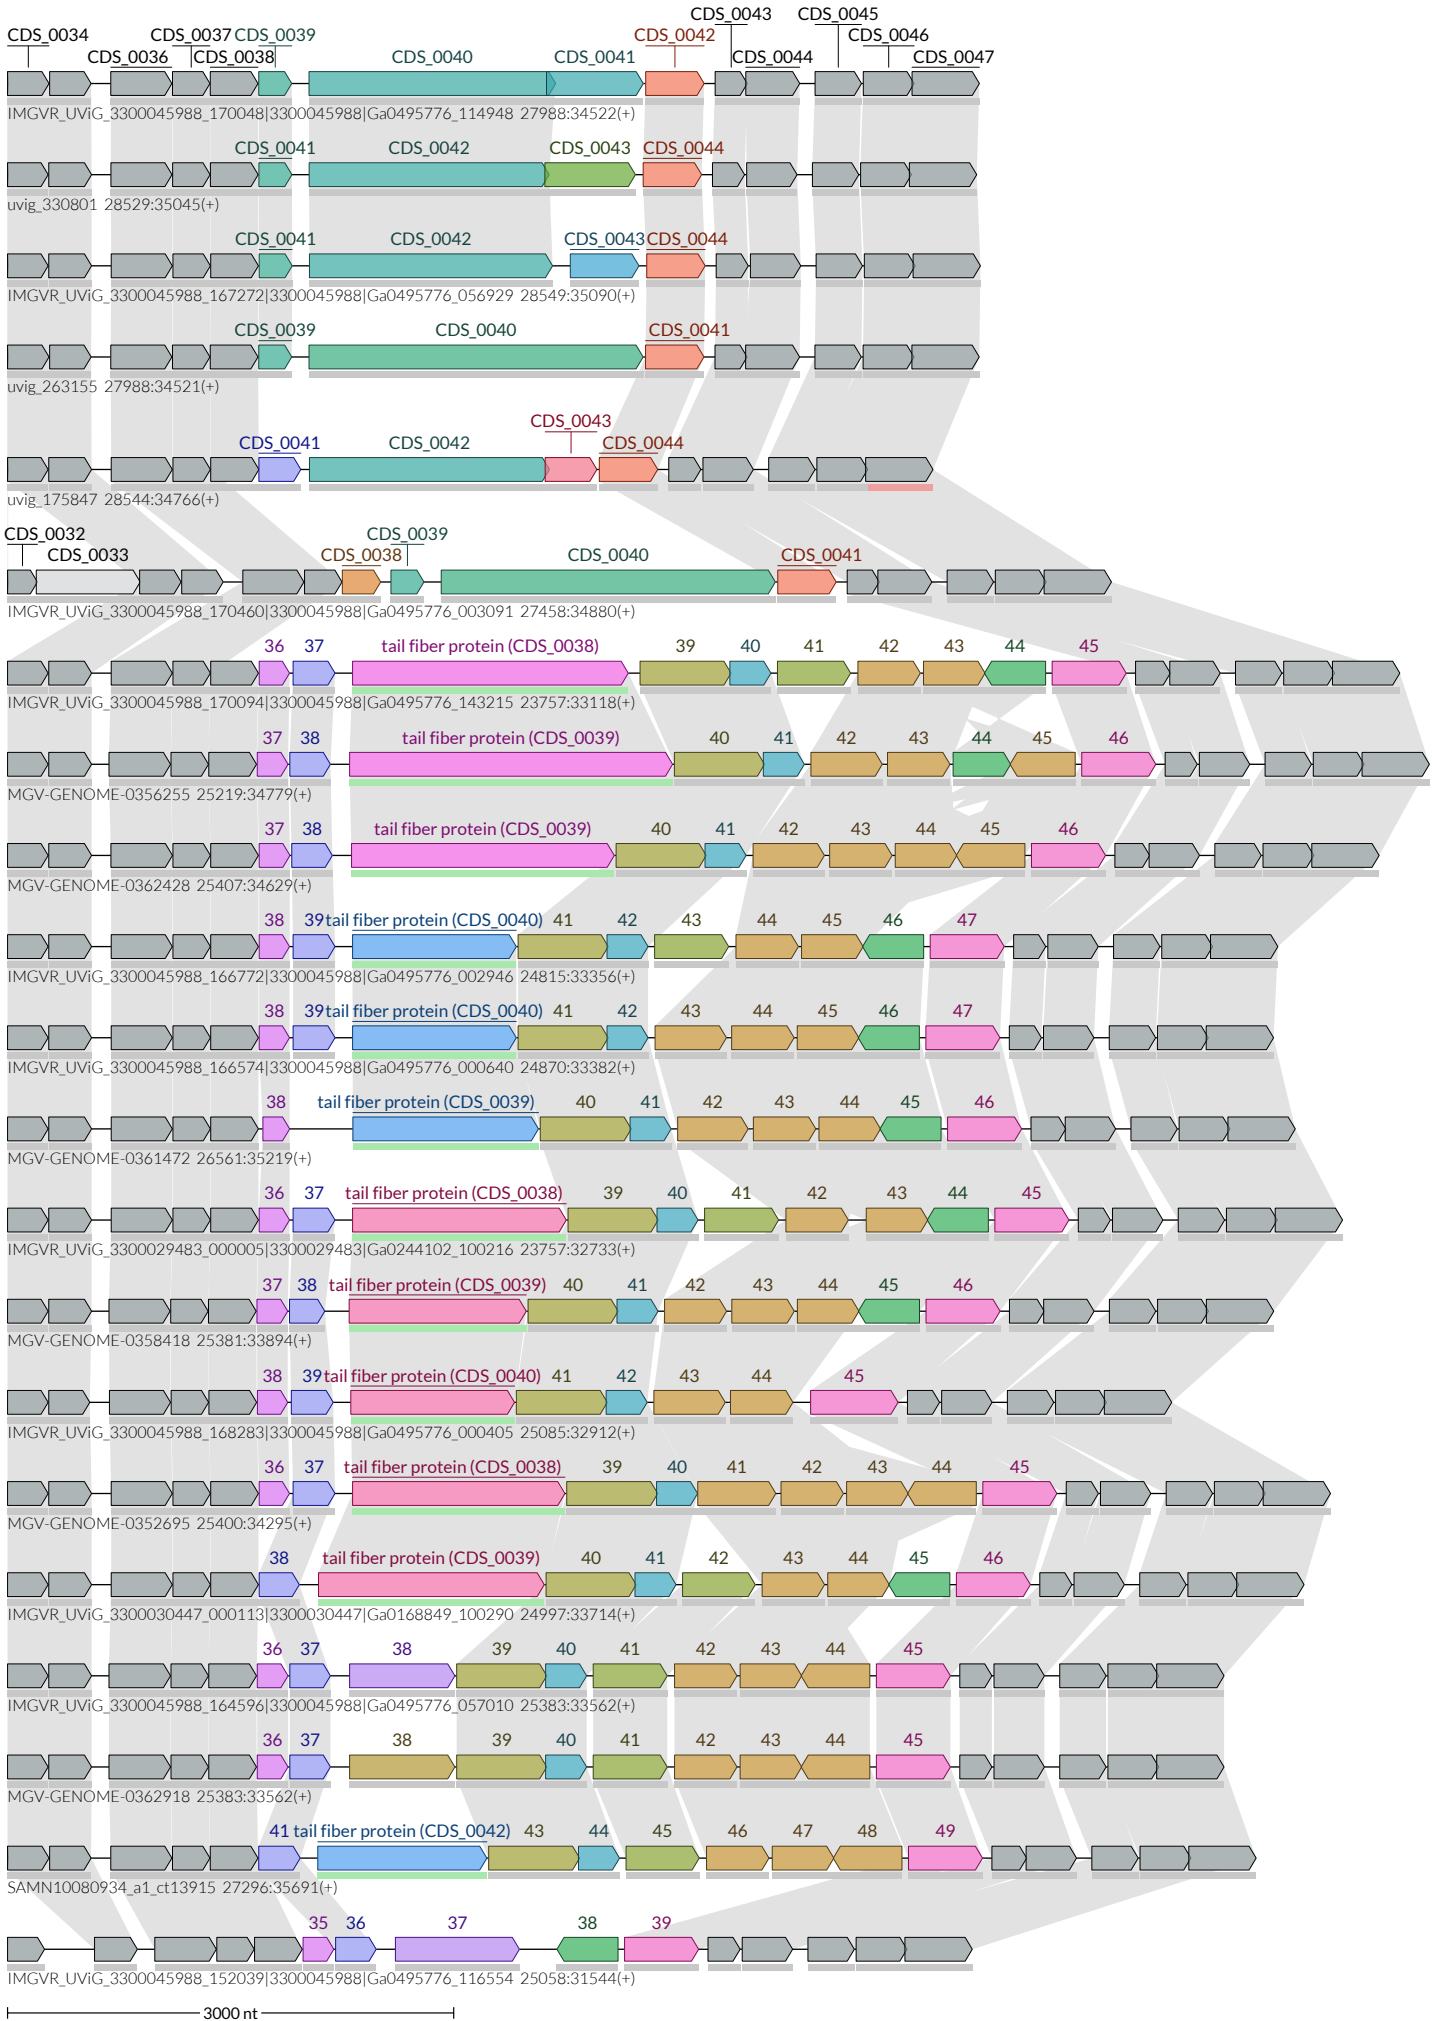 CDS_0043 CDS_0045
CDS_0034 CDS_0037 CDS_0039 CDS_0042 CDS_0046
CDS_0036 CDS_0038 CDS_0040 CDS_0041 CDS_0044 CDS_0047
IMGVR_UViG_3300045988_170048|3300045988|Ga0495776_114948 27988:34522(+)
CDS_0041 CDS_0042 CDS_0043 CDS_0044
uvig_330801 28529:35045(+)
CDS_0041 CDS_0042 CDS_0043 CDS_0044
IMGVR_UViG_3300045988_167272|3300045988|Ga0495776_056929 28549:35090(+)
CDS_0039 CDS_0040 CDS_0041
uvig_263155 27988:34521(+)
CDS_0043
CDS_0041 CDS_0042 CDS_0044
uvig_175847 28544:34766(+)
CDS_0032 CDS_0039
CDS_0033 CDS_0038 CDS_0040 CDS_0041
IMGVR_UViG_3300045988_170460|3300045988|Ga0495776_003091 27458:34880(+)
36 37 tail fiber protein (CDS_0038) 39 40 41 42 43 44 45
IMGVR_UViG_3300045988_170094|3300045988|Ga0495776_143215 23757:33118(+)
37 38 tail fiber protein (CDS_0039) 40 41 42 43 44 45 46
MGV-GENOME-0356255 25219:34779(+)
37 38 tail fiber protein (CDS_0039) 40 41 42 43 44 45 46
MGV-GENOME-0362428 25407:34629(+)
38 39 tail fiber protein (CDS_0040) 41 42 43 44 45 46 47
IMGVR_UViG_3300045988_166772|3300045988|Ga0495776_002946 24815:33356(+)
38 39 tail fiber protein (CDS_0040) 41 42 43 44 45 46 47
IMGVR_UViG_3300045988_166574|3300045988|Ga0495776_000640 24870:33382(+)
38 tail fiber protein (CDS_0039) 40 41 42 43 44 45 46
MGV-GENOME-0361472 26561:35219(+)
36 37 tail fiber protein (CDS_0038) 39 40 41 42 43 44 45
IMGVR_UViG_3300029483_000005|3300029483|Ga0244102_100216 23757:32733(+)
37 38 tail fiber protein (CDS_0039) 40 41 42 43 44 45 46
MGV-GENOME-0358418 25381:33894(+)
38 39 tail fiber protein (CDS_0040) 41 42 43 44 45
IMGVR_UViG_3300045988_168283|3300045988|Ga0495776_000405 25085:32912(+)
36 37 tail fiber protein (CDS_0038) 39 40 41 42 43 44 45
MGV-GENOME-0352695 25400:34295(+)
38 tail fiber protein (CDS_0039) 40 41 42 43 44 45 46
IMGVR_UViG_3300030447_000113|3300030447|Ga0168849_100290 24997:33714(+)
36 37 38 39 40 41 42 43 44 45
IMGVR_UViG_3300045988_164596|3300045988|Ga0495776_057010 25383:33562(+)
36 37 38 39 40 41 42 43 44 45
MGV-GENOME-0362918 25383:33562(+)
41 tail fiber protein (CDS_0042) 43 44 45 46 47 48 49
SAMN10080934_a1_ct13915 27296:35691(+)
35 36 37 38 39
IMGVR_UViG_3300045988_152039|3300045988|Ga0495776_116554 25058:31544(+)
3000 nt